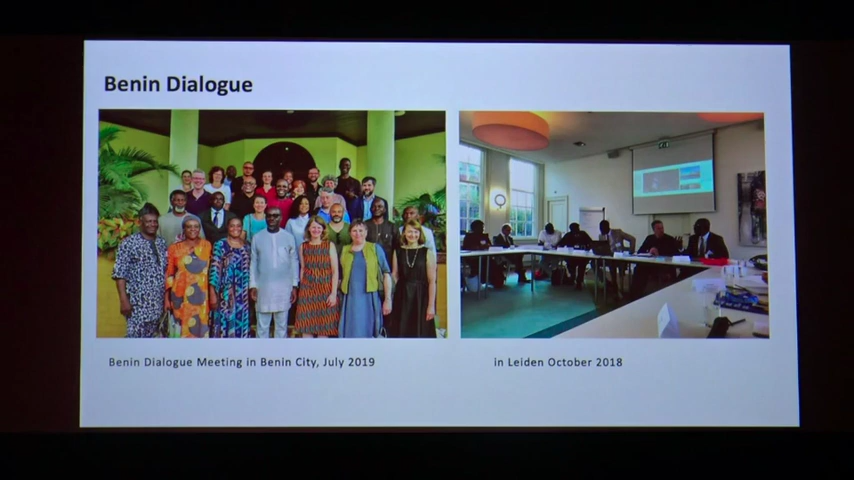 Benin Dialogue
Benin Dialogue Meeting in Benin City, July 2019
in Leiden October 2018